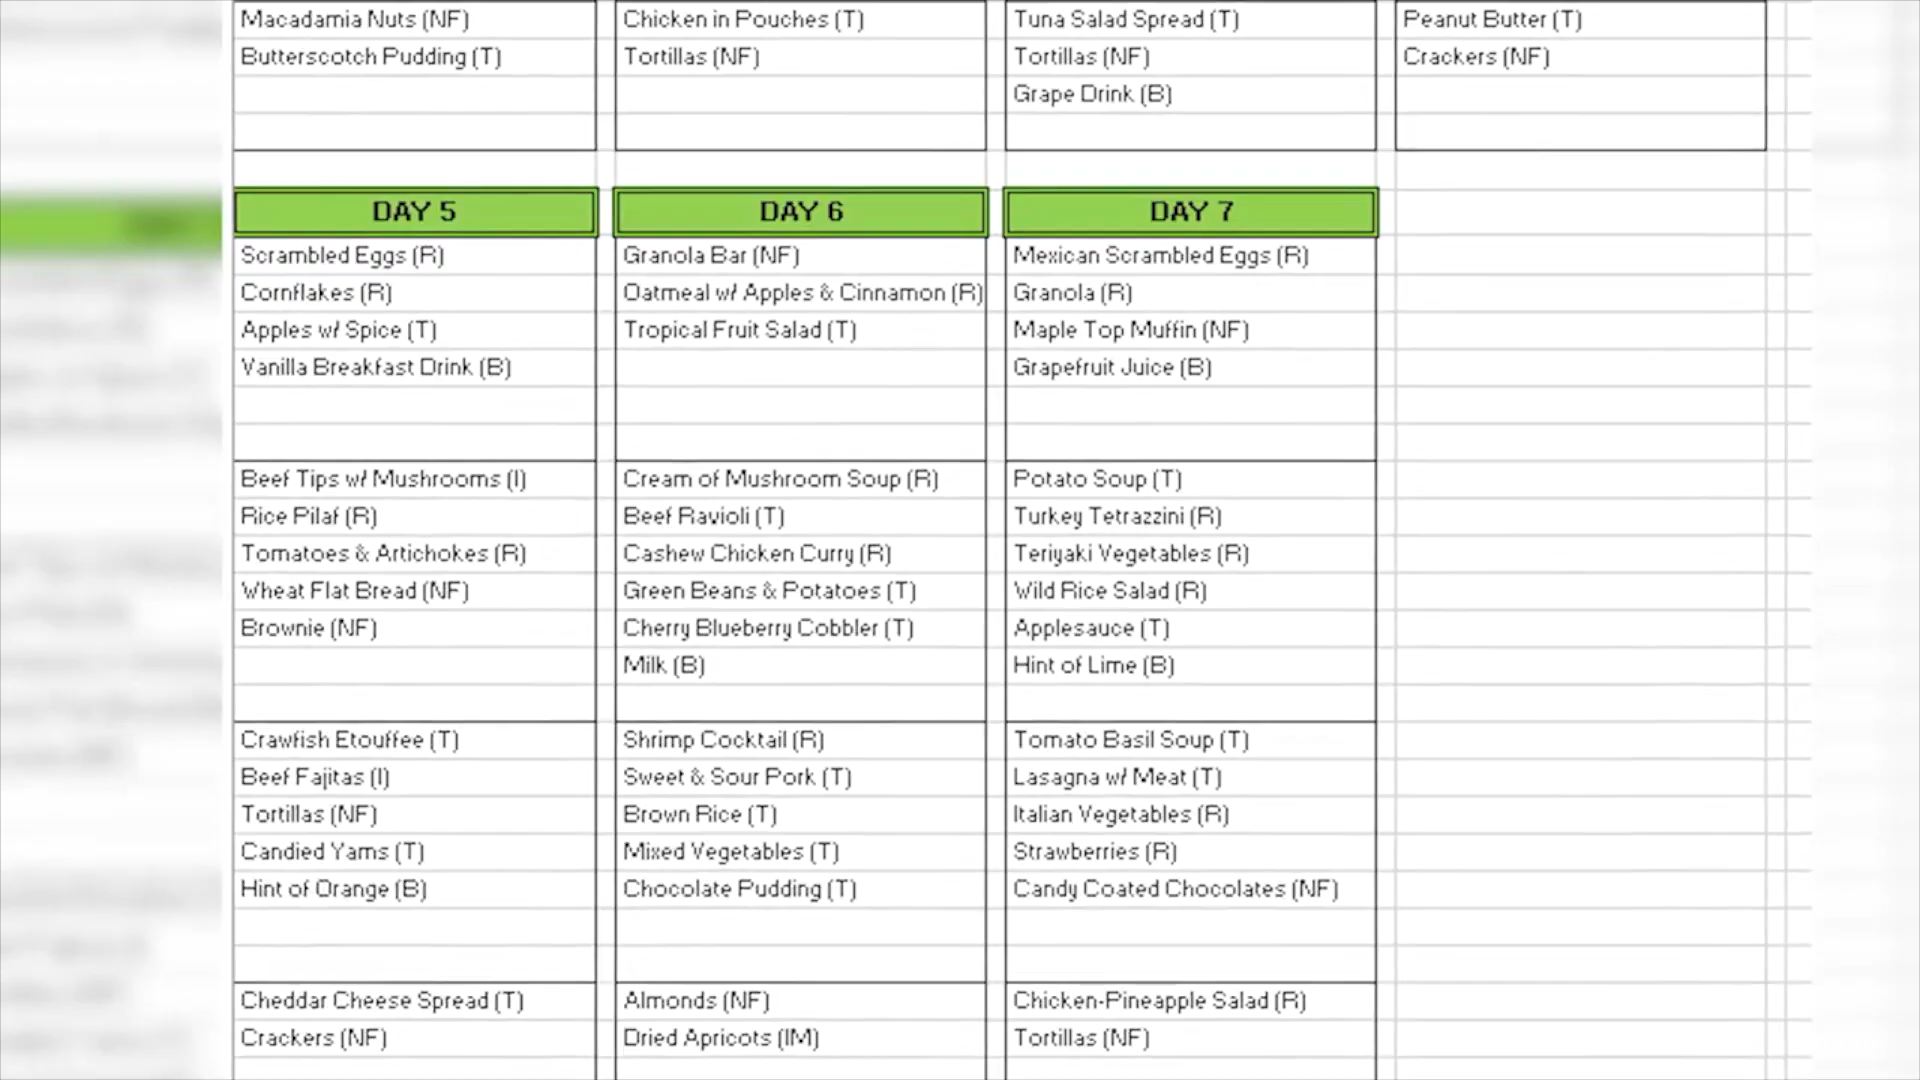 Macadamia Nuts (NF)
Butterscotch Pudding (T)
Chicken in Pouches (T)
Tortillas (NF)
Tuna Salad Spread (T)
Tortillas (NF)
Grape Drink (B)
Peanut Butter (T)
Crackers (NF)
DAY 5
Scrambled Eggs (R)
Cornflakes (R)
Apples w/ Spice (T)
Vanilla Breakfast Drink (B)
Beef Tips w/ Mushrooms (I)
Rice Pilaf (R)
Tomatoes & Artichokes (R)
Wheat Flat Bread (NF)
Brownie (NF)
Crawfish Etouffee (T)
Beef Fajitas (I)
Tortillas (NF)
Candied Yams (T)
Hint of Orange (B)
Cheddar Cheese Spread (T)
Crackers (NF)
DAY 6
Granola Bar (NF)
Oatmeal w/ Apples & Cinnamon (R)
Tropical Fruit Salad (T)
Cream of Mushroom Soup (R)
Beef Ravioli (T)
Cashew Chicken Curry (R)
Green Beans & Potatoes (T)
Cherry Blueberry Cobbler (T)
Milk (B)
Shrimp Cocktail (R)
Sweet & Sour Pork (T)
Brown Rice (T)
Mixed Vegetables (T)
Chocolate Pudding (T)
Almonds (NF)
Dried Apricots (IM)
DAY 7
Mexican Scrambled Eggs (R)
Granola (R)
Maple Top Muffin (NF)
Grapefruit Juice (B)
Potato Soup (T)
Turkey Tetrazzini (R)
Teriyaki Vegetables (R)
Wild Rice Salad (R)
Applesauce (T)
Hint of Lime (B)
Tomato Basil Soup (T)
Lasagna w/ Meat (T)
Italian Vegetables (R)
Strawberries (R)
Candy Coated Chocolates (NF)
Chicken-Pineapple Salad (R)
Tortillas (NF)